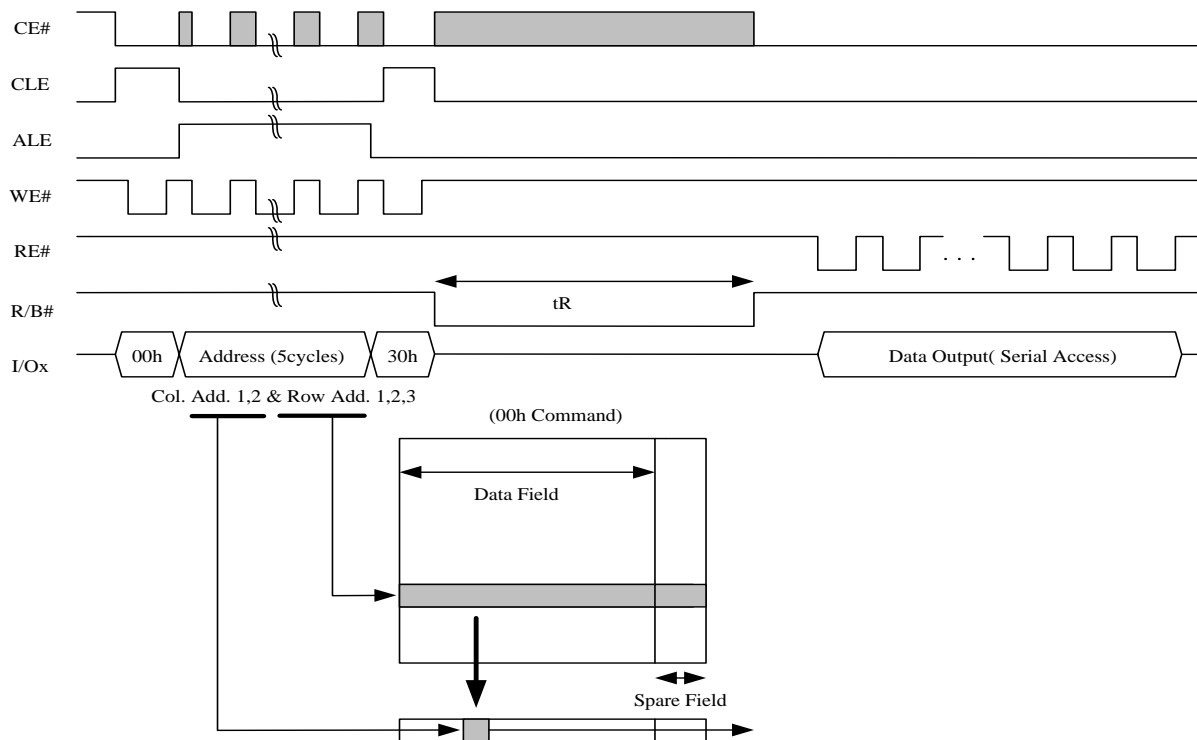 CE#
CLE
ALE
WE#
RE#
. . .
tR
R/B#
I/Ox
00h
Address (5cycles)
30h
Data Output( Serial Access)
Col. Add. 1,2 & Row Add. 1,2,3
(00h Command)
Data Field
Spare Field